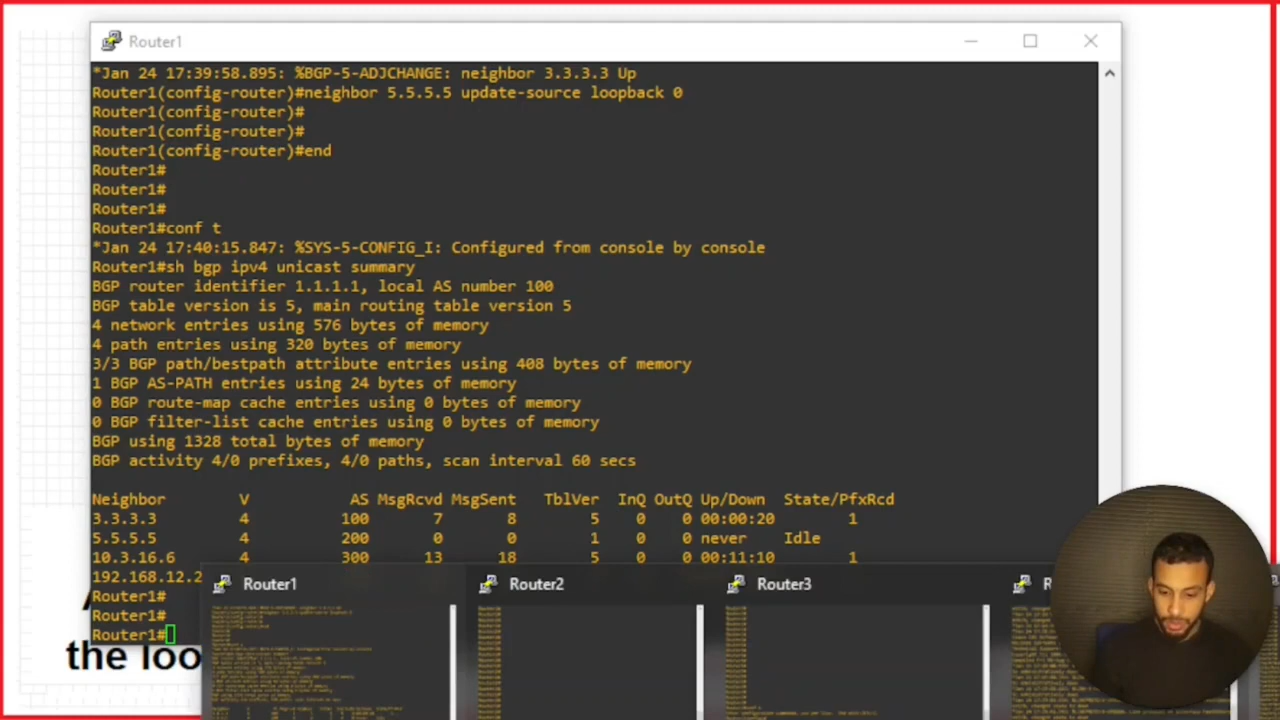 Router1
*Jan 24 17:39:58.895: %BGP-5-ADJCHANGE: neighbor 3.3.3.3 Up
Router1(config-router)#neighbor 5.5.5.5 update-source loopback 0
Router1(config-router)#
Router1(config-router)#
Router1(config-router)#end
Router1#
Router1#
Router1#
Router1#conf t
*Jan 24 17:40:15.847: %SYS-5-CONFIG_I: Configured from console by console
Router1#sh bgp ipv4 unicast summary
BGP router identifier 1.1.1.1, local AS number 100
BGP table version is 5, main routing table version 5
4 network entries using 576 bytes of memory
4 path entries using 320 bytes of memory
3/3 BGP path/bestpath attribute entries using 408 bytes of memory
1 BGP AS-PATH entries using 24 bytes of memory
0 BGP route-map cache entries using 0 bytes of memory
0 BGP filter-list cache entries using 0 bytes of memory
BGP using 1328 total bytes of memory
BGP activity 4/0 prefixes, 4/0 paths, scan interval 60 secs
Neighbor V AS MsgRcvd MsgSent TblVer InQ OutQ Up/Down State/PfxRcd
3.3.3.3 4 100 7 8 5 0 0 00:00:20 1
5.5.5.5 4 200 0 0 1 0 0 never Idle
10.3.16.6 4 300 13 18 5 0 0 00:11:10 1
192.168.12.2
Router1#
Router1#
Router1#
the loo
Router1 Router2 Router3